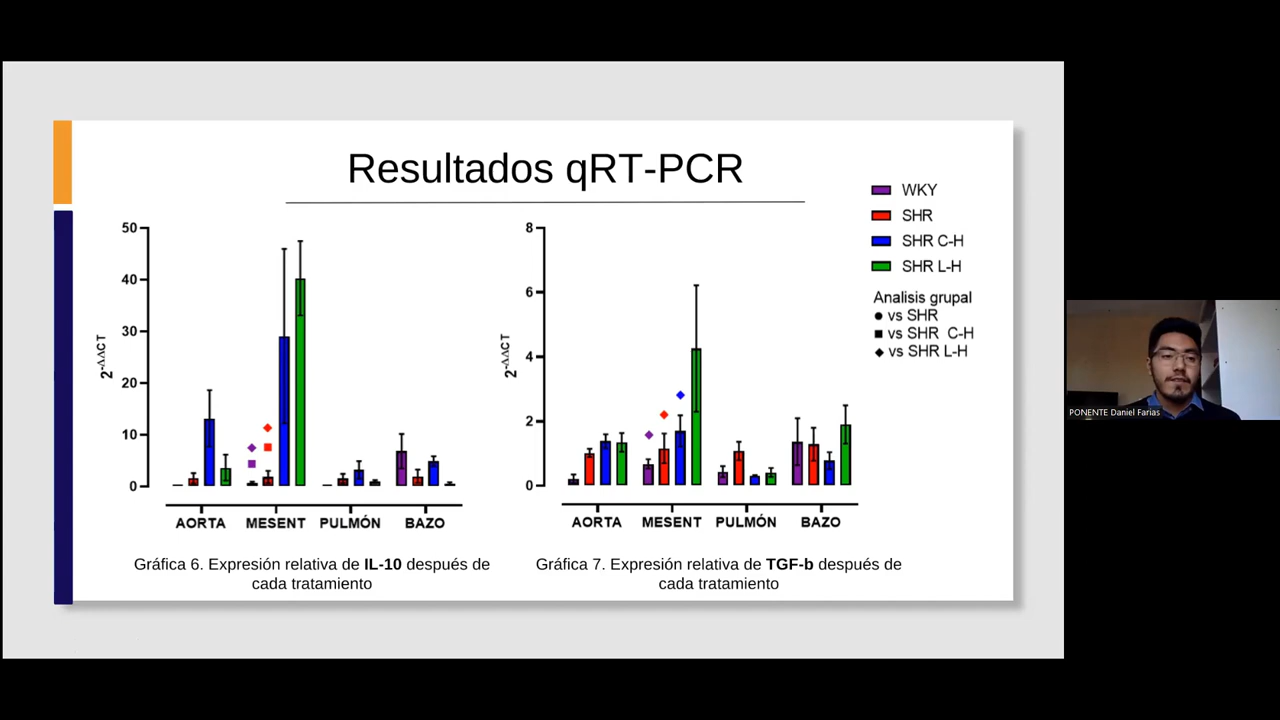 Resultados qRT-PCR
WKY
SHR
SHR C-H
SHR L-H
Analisis grupal
● vs SHR
■ vs SHR C-H
◆ vs SHR L-H
50
40
30
20
10
0
2^-ΔΔCT
AORTA MESENT PULMÓN BAZO
8
6
4
2
0
2^-ΔΔCT
AORTA MESENT PULMÓN BAZO
Gráfica 6. Expresión relativa de IL-10 después de
cada tratamiento
Gráfica 7. Expresión relativa de TGF-b después de
cada tratamiento
PONENTE Daniel Farias